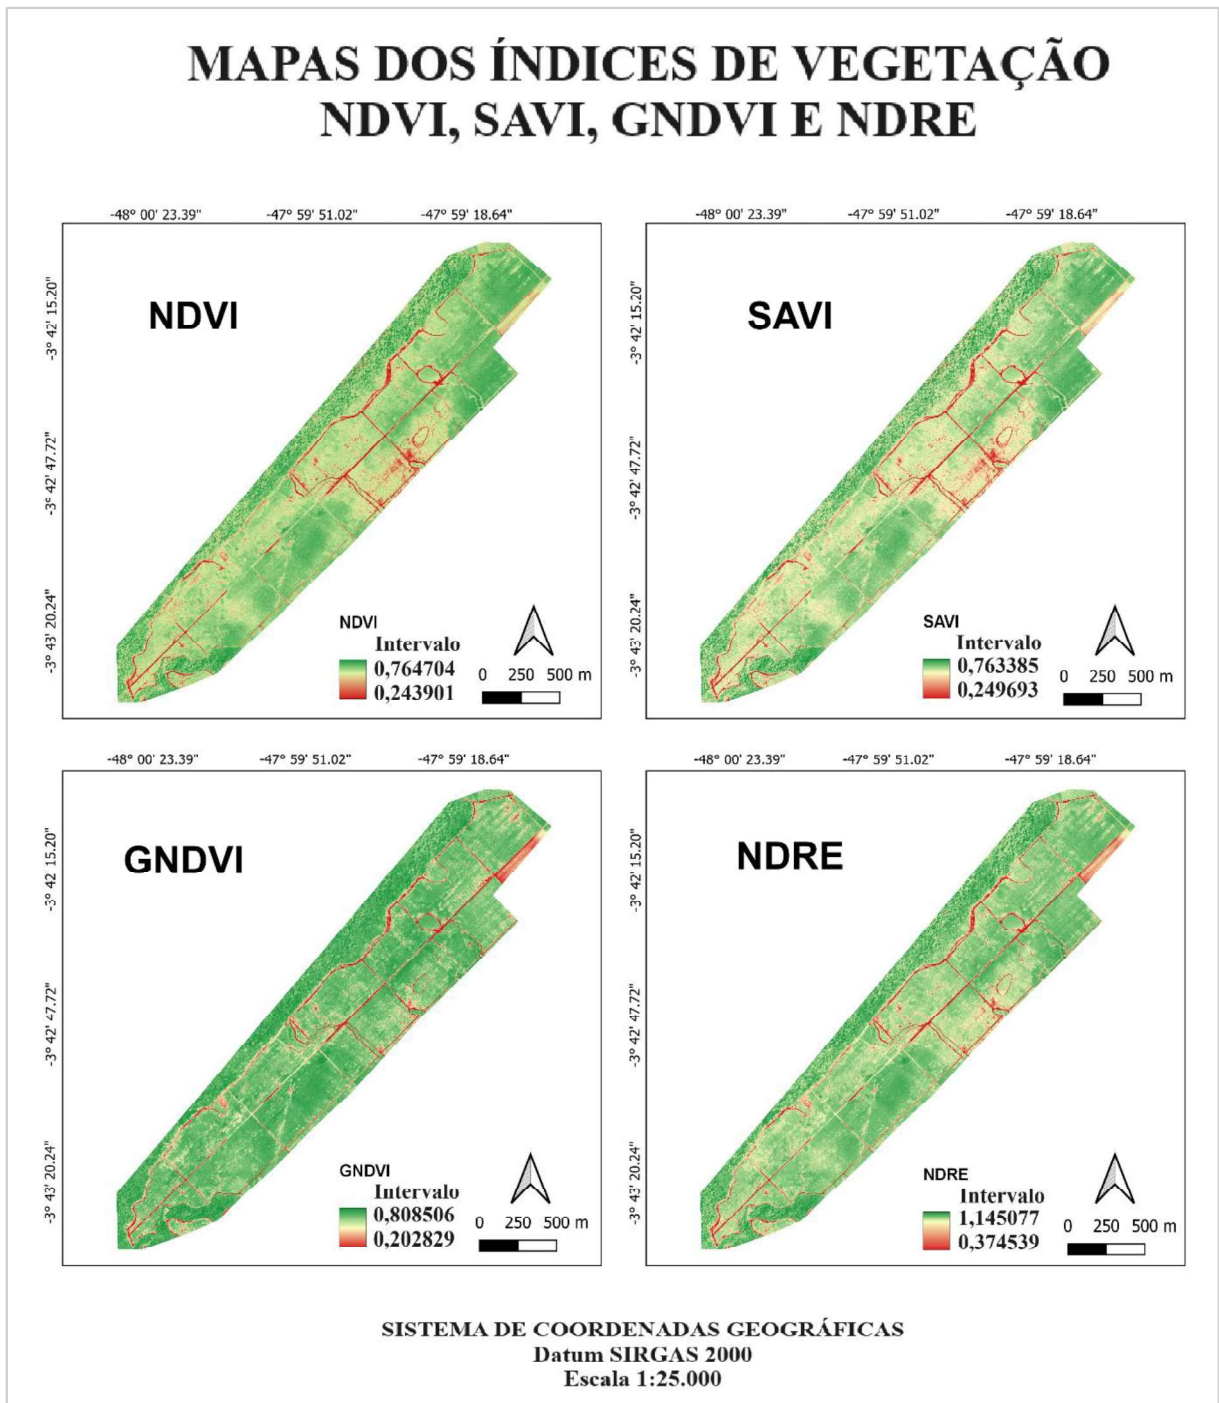 MAPAS DOS ÍNDICES DE VEGETAÇÃO
NDVI, SAVI, GNDVI E NDRE
-48° 00' 23.39" -47° 59' 51.02" -47° 59' 18.64"
-3° 42' 15.20"
-3° 42' 47.72"
-3° 43' 20.24"
NDVI
NDVI
Intervalo
0,764704
0,243901
0 250 500 m
-48° 00' 23.39" -47° 59' 51.02" -47° 59' 18.64"
-3° 42' 15.20"
-3° 42' 47.72"
-3° 43' 20.24"
SAVI
SAVI
Intervalo
0,763385
0,249693
0 250 500 m
-48° 00' 23.39" -47° 59' 51.02" -47° 59' 18.64"
-3° 42' 15.20"
-3° 42' 47.72"
-3° 43' 20.24"
GNDVI
GNDVI
Intervalo
0,808506
0,202829
0 250 500 m
-48° 00' 23.39" -47° 59' 51.02" -47° 59' 18.64"
-3° 42' 15.20"
-3° 42' 47.72"
-3° 43' 20.24"
NDRE
NDRE
Intervalo
1,145077
0,374539
0 250 500 m
SISTEMA DE COORDENADAS GEOGRÁFICAS
Datum SIRGAS 2000
Escala 1:25.000